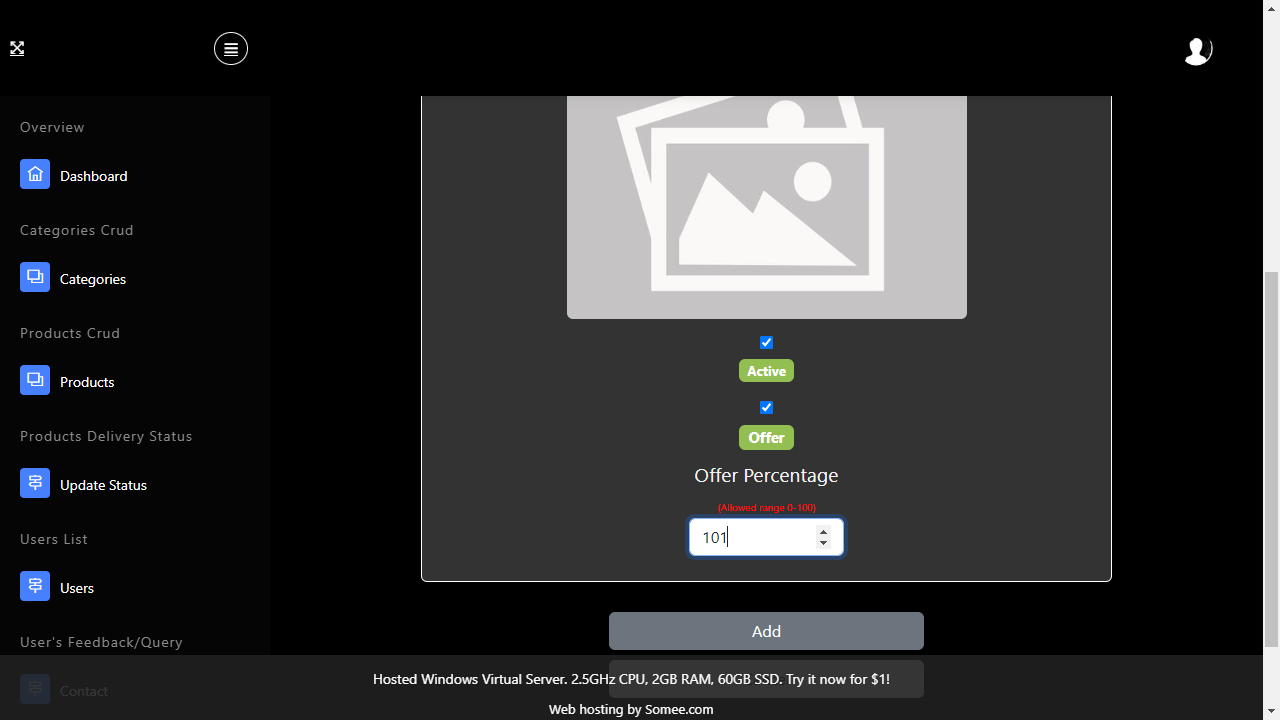 Overview
Dashboard
Categories Crud
Categories
Products Crud
Products
Products Delivery Status
Update Status
Users List
Users
User's Feedback/Query
Contact
Active
Offer
Offer Percentage
(Allowed range 0-100)
101
Add
Hosted Windows Virtual Server. 2.5GHz CPU, 2GB RAM, 60GB SSD. Try it now for $1!
Web hosting by Somee.com